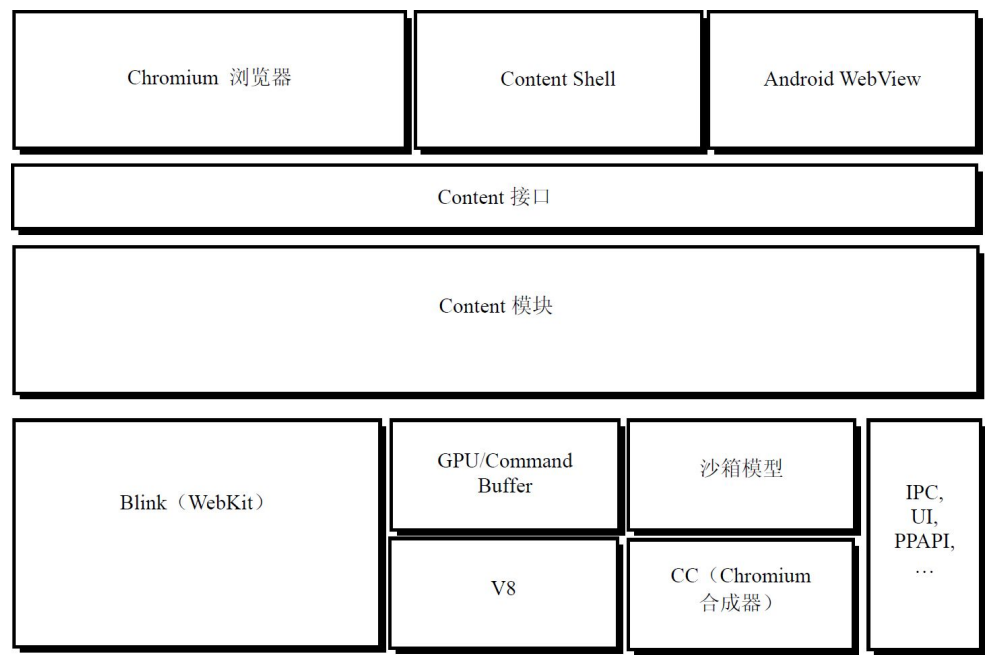 Chromium 浏览器
Content Shell
Android WebView
Content 接口
Content 模块
Blink（WebKit）
GPU/Command
Buffer
沙箱模型
V8
CC（Chromium
合成器）
IPC,
UI,
PPAPI,
…